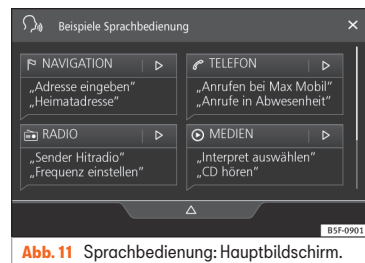 Beispiele Sprachbedienung
NAVIGATION
„Adresse eingeben”
„Heimatadresse”
TELEFON
„Anrufen bei Max Mobil”
„Anrufe in Abwesenheit”
RADIO
„Sender Hitradio”
„Frequenz einstellen”
MEDIEN
„Interpret auswählen”
„CD hören”
B5F-0901
Abb. 11 Sprachbedienung: Hauptbildschirm.